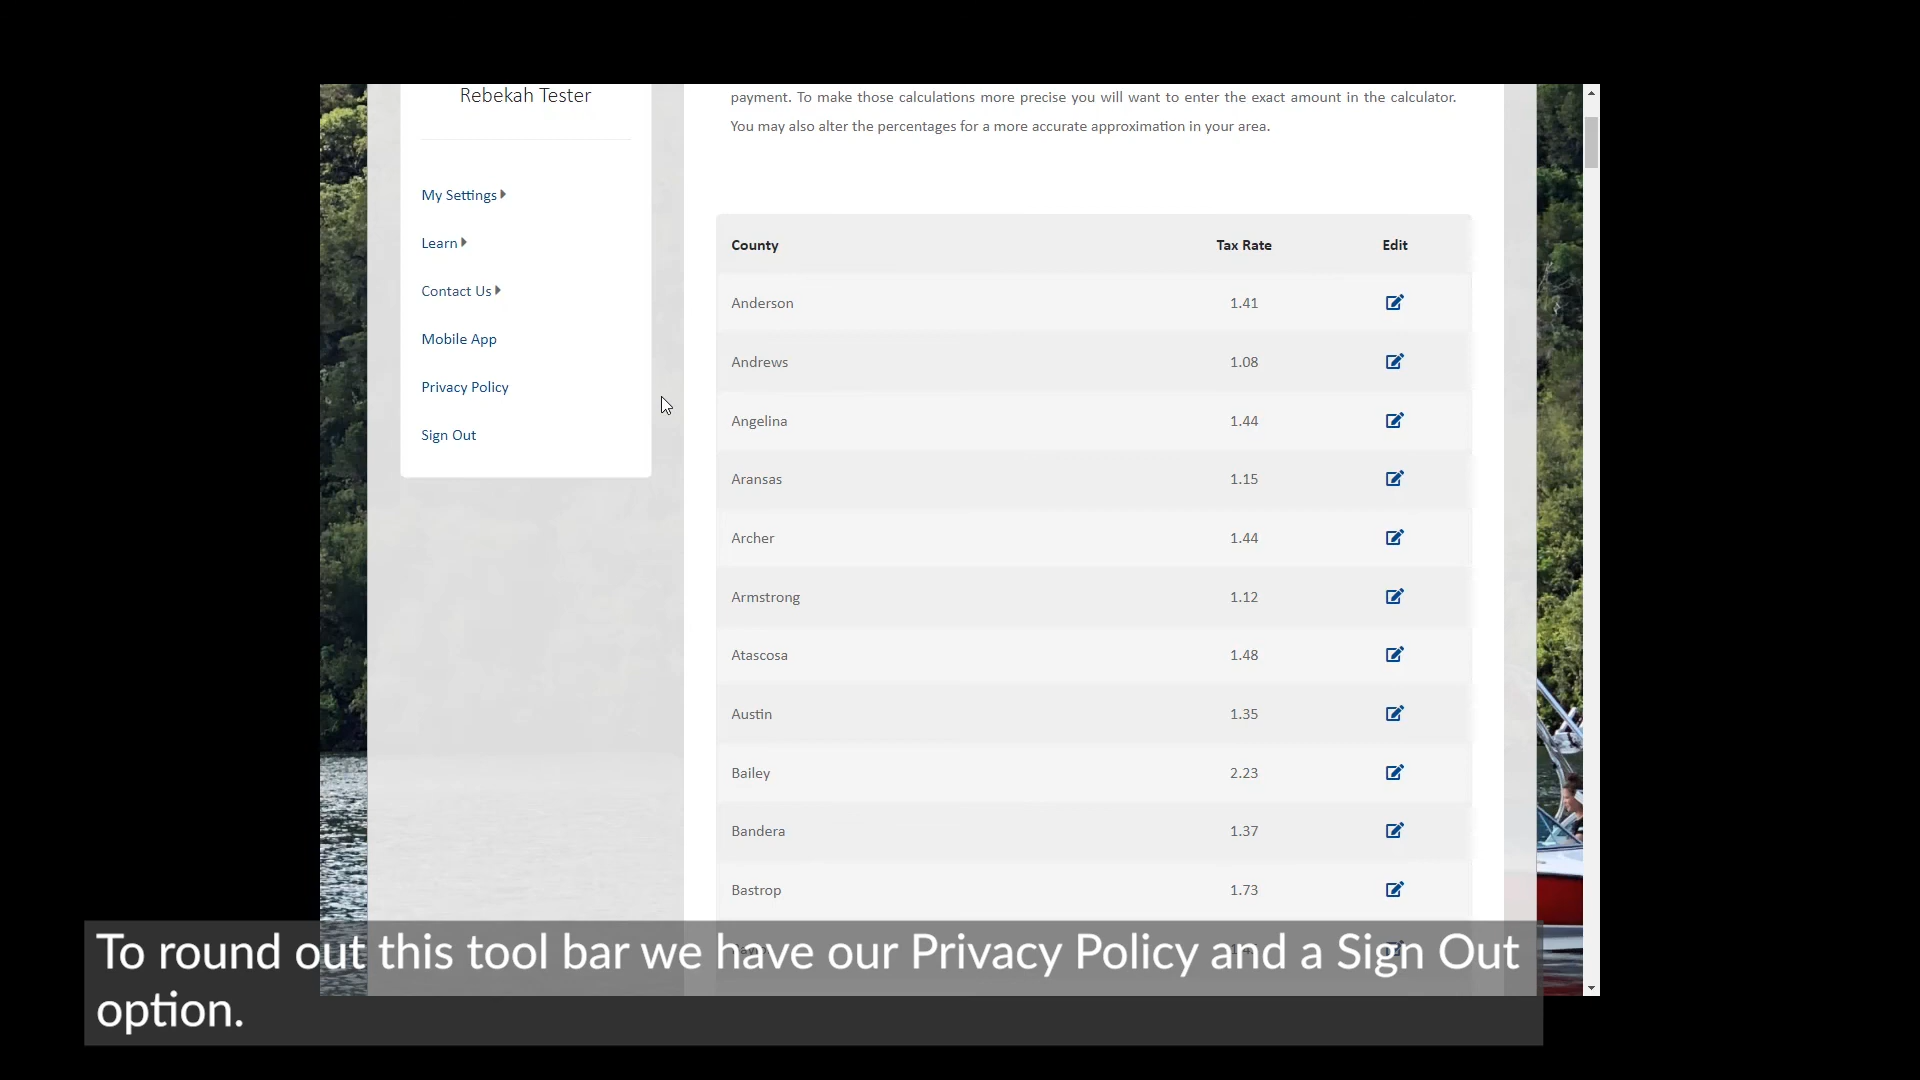 Rebekah Tester
My Settings
Learn
Contact Us
Mobile App
Privacy Policy
Sign Out
payment. To make those calculations more precise you will want to enter the exact amount in the calculator.
You may also alter the percentages for a more accurate approximation in your area.
County Tax Rate Edit
Anderson 1.41
Andrews 1.08
Angelina 1.44
Aransas 1.15
Archer 1.44
Armstrong 1.12
Atascosa 1.48
Austin 1.35
Bailey 2.23
Bandera 1.37
Bastrop 1.73
To round out this tool bar we have our Privacy Policy and a Sign Out
option.